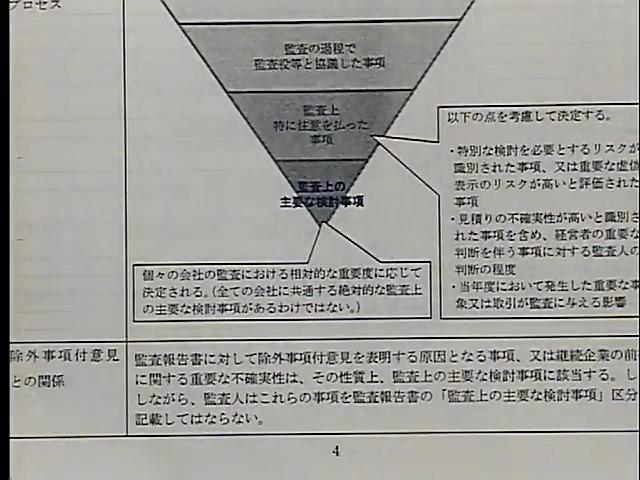 プロセス
監査の過程で
監査役等と協議した事項
監査上
特に注意を払った
事項
監査上の
主要な検討事項
以下の点を考慮して決定する。
・特別な検討を必要とするリスクが
識別された事項、又は重要な虚偽
表示のリスクが高いと評価された
事項
・見積りの不確実性が高いと識別さ
れた事項を含め、経営者の重要な
判断を伴う事項に対する監査人の
判断の程度
・当年度において発生した重要な事
象又は取引が監査に与える影響
個々の会社の監査における相対的な重要度に応じて
決定される。(全ての会社に共通する絶対的な監査上
の主要な検討事項があるわけではない。)
除外事項付意見
との関係
監査報告書に対して除外事項付意見を表明する原因となる事項、又は継続企業の前
に関する重要な不確実性は、その性質上、監査上の主要な検討事項に該当する。し
しながら、監査人はこれらの事項を監査報告書の「監査上の主要な検討事項」区分
記載してはならない。
4